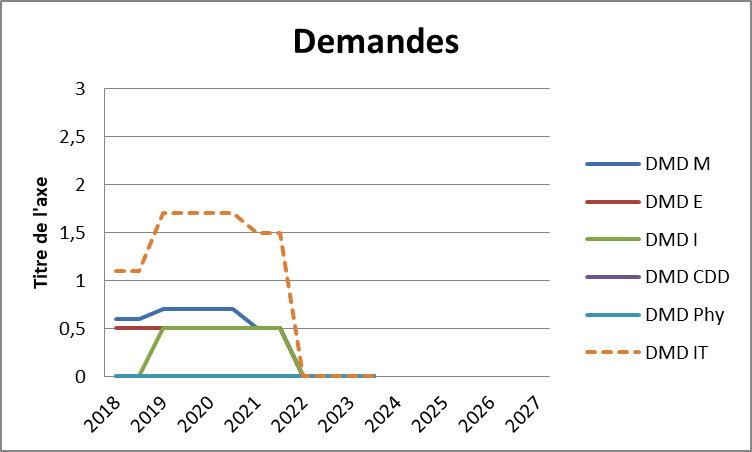 Demandes
Titre de l'axe
3
2,5
2
1,5
1
0,5
0
2018
2019
2020
2021
2022
2023
2024
2025
2026
2027
DMD M
DMD E
DMD I
DMD CDD
DMD Phy
DMD IT